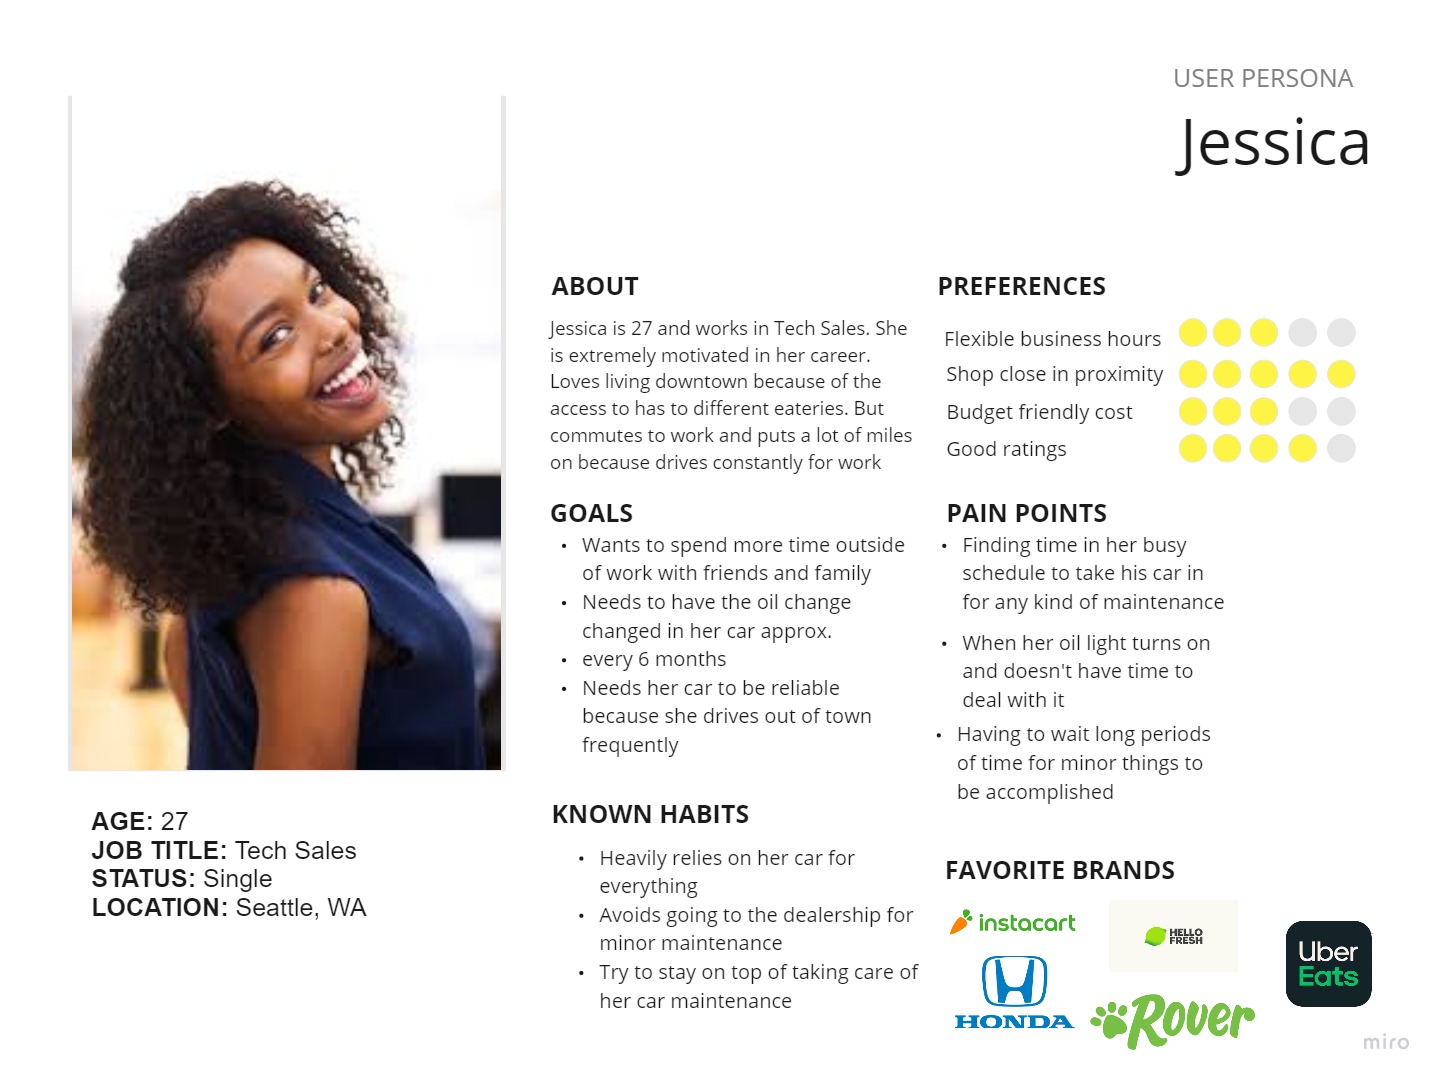 USER PERSONA
Jessica
ABOUT
Jessica is 27 and works in Tech Sales. She
is extremely motivated in her career.
Loves living downtown because of the
access to has to different eateries. But
commutes to work and puts a lot of miles
on because drives constantly for work
GOALS
• Wants to spend more time outside
of work with friends and family
• Needs to have the oil change
changed in her car approx.
• every 6 months
• Needs her car to be reliable
because she drives out of town
frequently
KNOWN HABITS
• Heavily relies on her car for
everything
• Avoids going to the dealership for
minor maintenance
• Try to stay on top of taking care of
her car maintenance
PREFERENCES
Flexible business hours
Shop close in proximity
Budget friendly cost
Good ratings
PAIN POINTS
• Finding time in her busy
schedule to take his car in
for any kind of maintenance
• When her oil light turns on
and doesn't have time to
deal with it
• Having to wait long periods
of time for minor things to
be accomplished
FAVORITE BRANDS
instacart
HELLO
FRESH
Uber
Eats
HONDA
Rover
AGE: 27
JOB TITLE: Tech Sales
STATUS: Single
LOCATION: Seattle, WA
miro